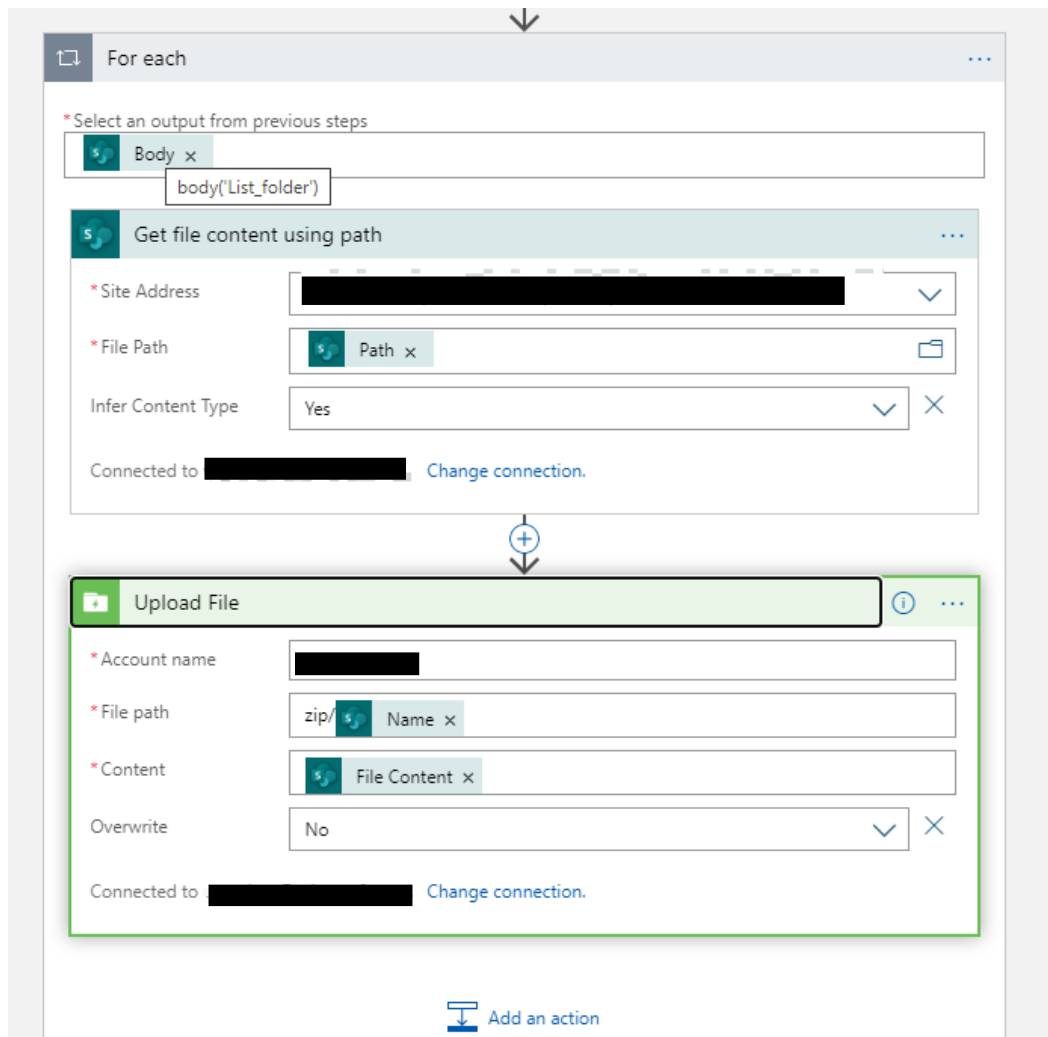 For each
* Select an output from previous steps
Body ×
body('List_folder')
Get file content using path
* Site Address
* File Path Path ×
Infer Content Type Yes
Connected to Change connection.
Upload File
* Account name
* File path zip/ Name ×
* Content File Content ×
Overwrite No
Connected to Change connection.
Add an action